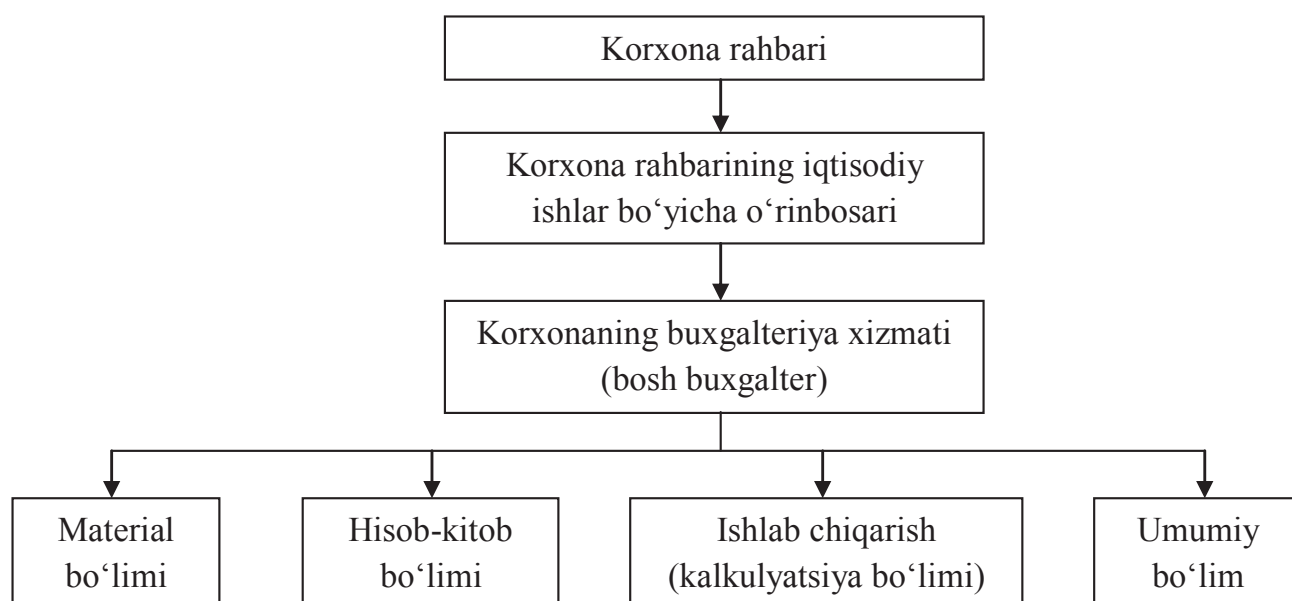 Korxona rahbari
Korxona rahbarining iqtisodiy
ishlar bo‘yicha o‘rinbosari
Korxonaning buxgalteriya xizmati
(bosh buxgalter)
Material
bo‘limi
Hisob-kitob
bo‘limi
Ishlab chiqarish
(kalkulyatsiya bo‘limi)
Umumiy
bo‘lim